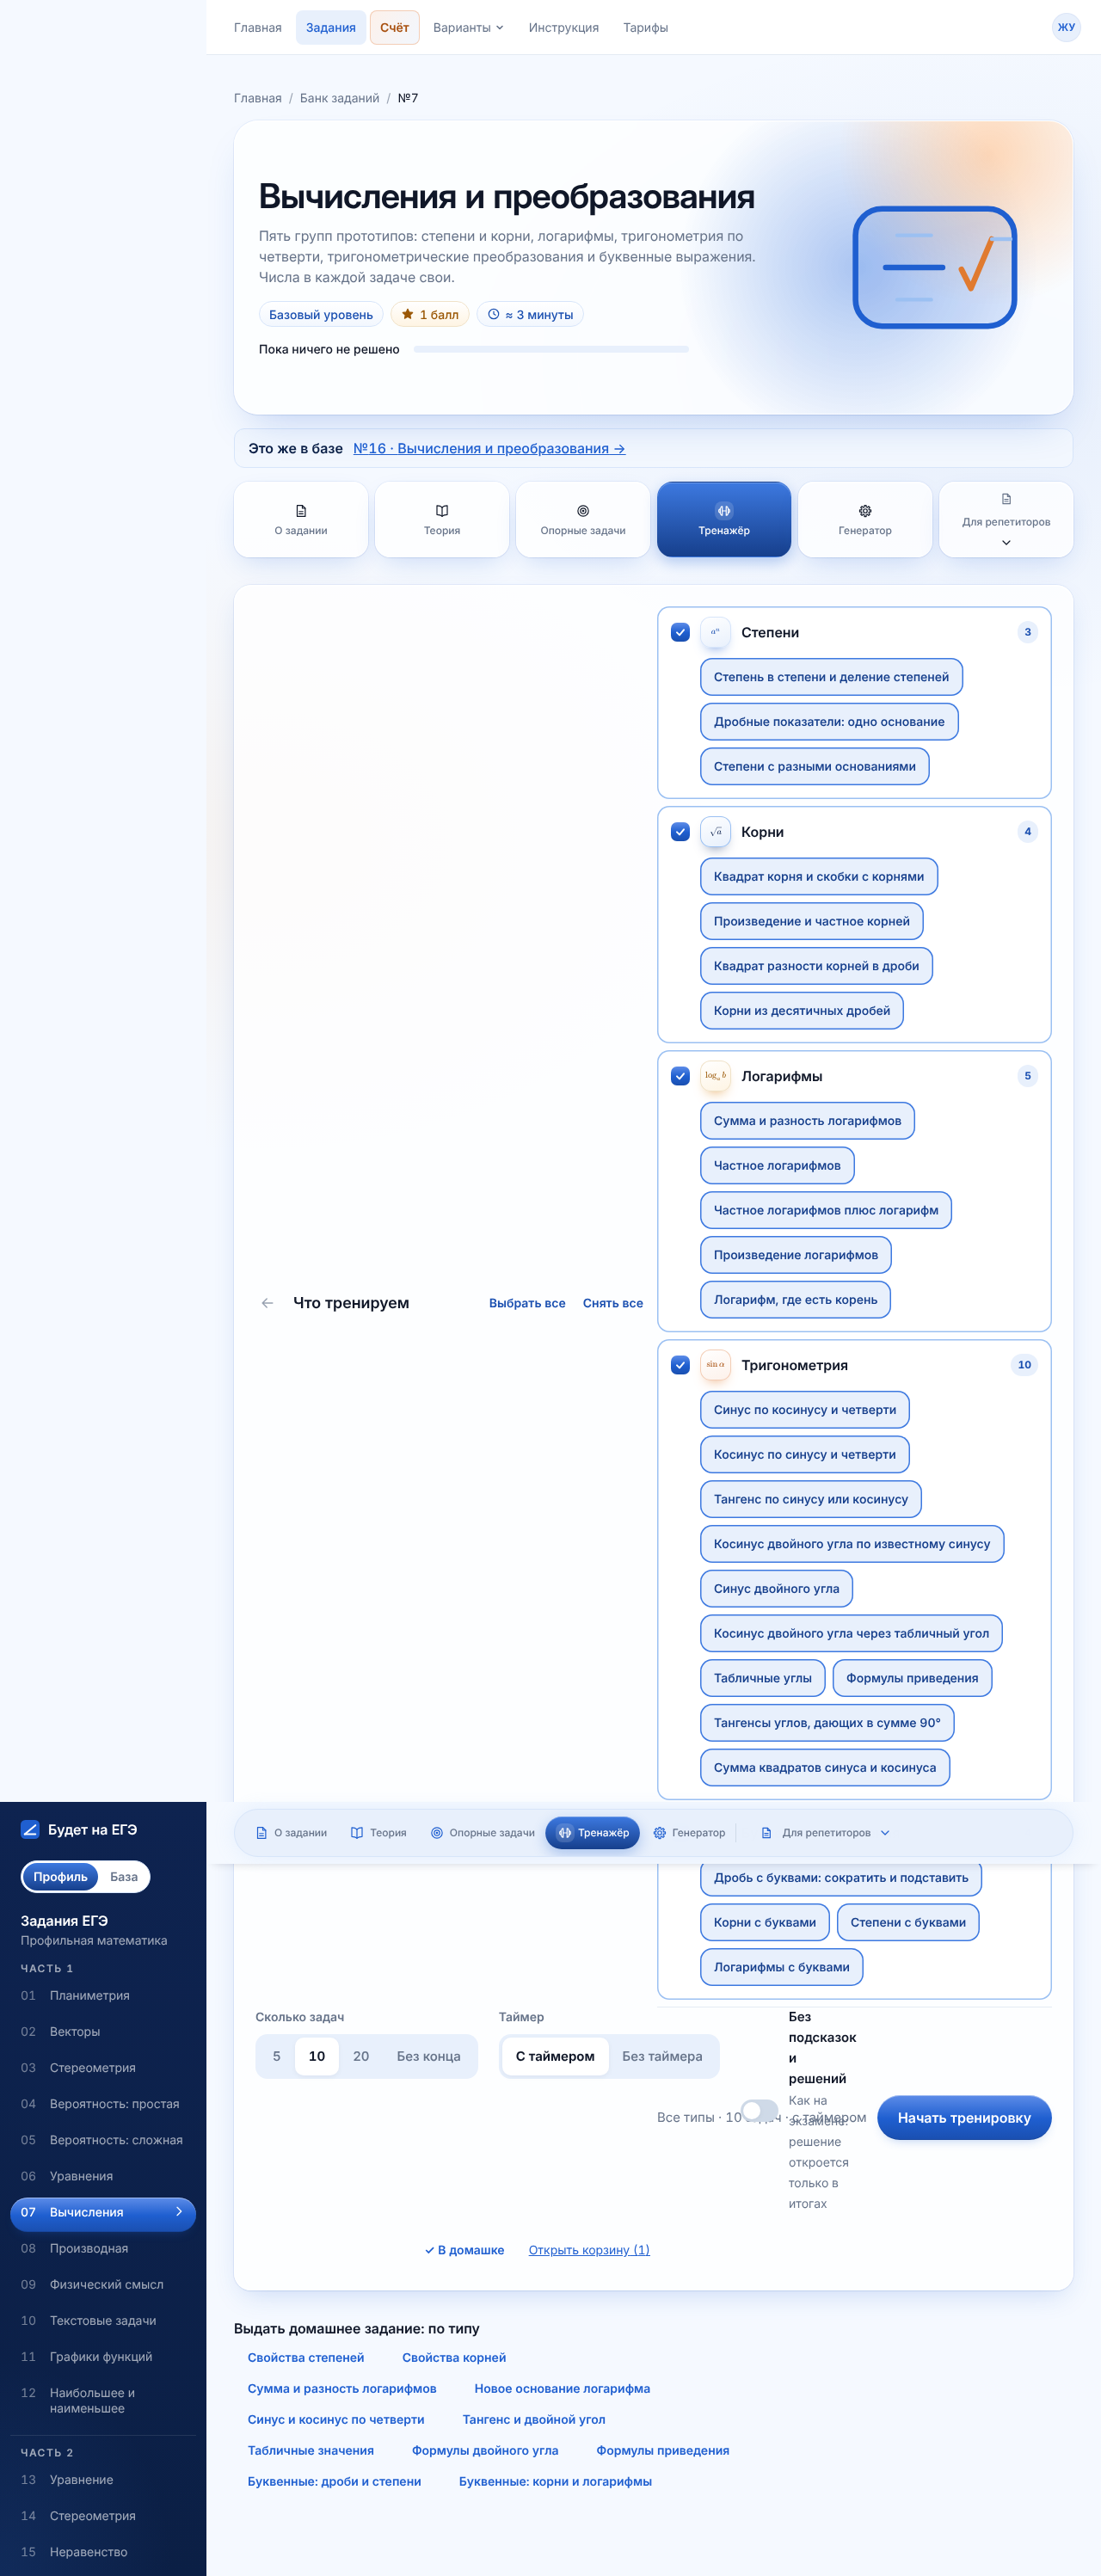 Главная
Задания
Счёт
Варианты
Инструкция
Тарифы
ЖУ
Главная / Банк заданий / №7
Вычисления и преобразования
Пять групп прототипов: степени и корни, логарифмы, тригонометрия по
четверти, тригонометрические преобразования и буквенные выражения.
Числа в каждой задаче свои.
Базовый уровень
1 балл
≈ 3 минуты
Пока ничего не решено
Это же в базе №16 · Вычисления и преобразования →
О задании
Теория
Опорные задачи
Тренажёр
Генератор
Для репетиторов
aⁿ
Степени
3
Степень в степени и деление степеней
Дробные показатели: одно основание
Степени с разными основаниями
√a
Корни
4
Квадрат корня и скобки с корнями
Произведение и частное корней
Квадрат разности корней в дроби
Корни из десятичных дробей
logₐ b
Логарифмы
5
Сумма и разность логарифмов
Частное логарифмов
Частное логарифмов плюс логарифм
Произведение логарифмов
Логарифм, где есть корень
← Что тренируем
Выбрать все
Снять все
sin α
Тригонометрия
10
Синус по косинусу и четверти
Косинус по синусу и четверти
Тангенс по синусу или косинусу
Косинус двойного угла по известному синусу
Синус двойного угла
Косинус двойного угла через табличный угол
Табличные углы
Формулы приведения
Тангенсы углов, дающих в сумме 90°
Сумма квадратов синуса и косинуса
О задании
Теория
Опорные задачи
Тренажёр
Генератор
Для репетиторов
Дробь с буквами: сократить и подставить
Корни с буквами
Степени с буквами
Логарифмы с буквами
Сколько задач
5
10
20
Без конца
Таймер
С таймером
Без таймера
Без
подсказок
и
решений
Как на
экзамене:
решение
откроется
только в
итогах
Все типы · 10 задач · с таймером
Начать тренировку
✓ В домашке
Открыть корзину (1)
Выдать домашнее задание: по типу
Свойства степеней
Свойства корней
Сумма и разность логарифмов
Новое основание логарифма
Синус и косинус по четверти
Тангенс и двойной угол
Табличные значения
Формулы двойного угла
Формулы приведения
Буквенные: дроби и степени
Буквенные: корни и логарифмы
Будет на ЕГЭ
Профиль
База
Задания ЕГЭ
Профильная математика
ЧАСТЬ 1
01 Планиметрия
02 Векторы
03 Стереометрия
04 Вероятность: простая
05 Вероятность: сложная
06 Уравнения
07 Вычисления
08 Производная
09 Физический смысл
10 Текстовые задачи
11 Графики функций
12 Наибольшее и
наименьшее
ЧАСТЬ 2
13 Уравнение
14 Стереометрия
15 Неравенство